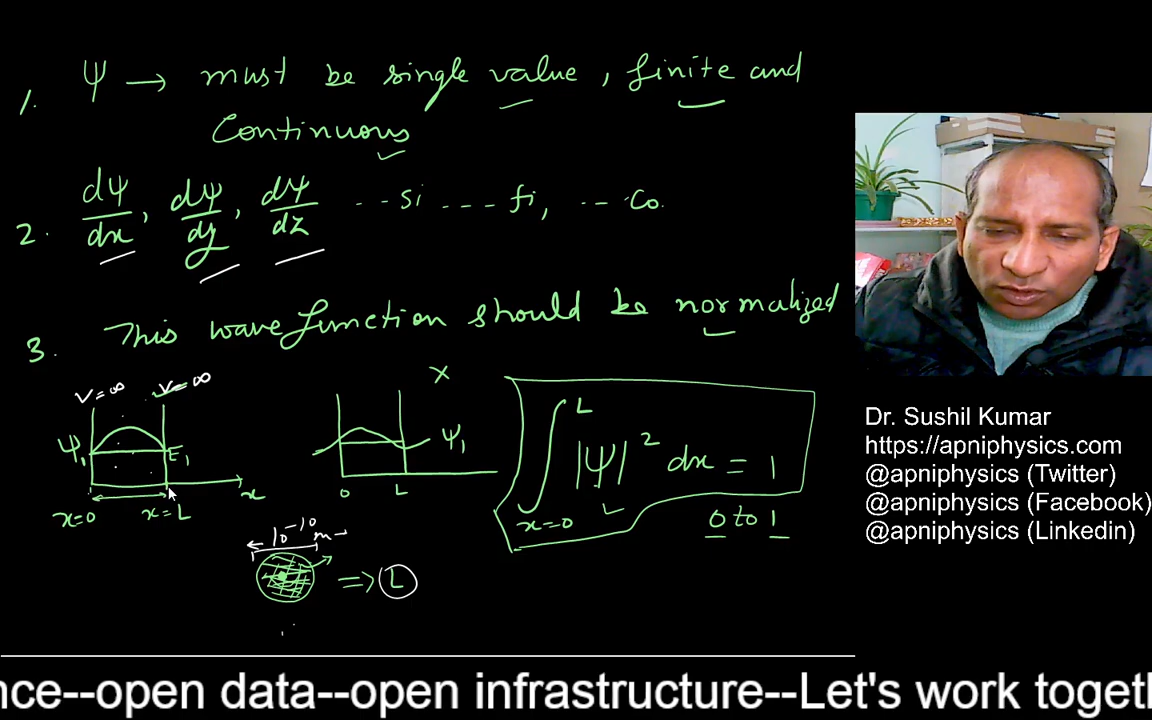 1. ψ → must be single value, finite and
Continuous
2. dψ/dx, dψ/dy, dψ/dz --si ---fi, --- Co.
3. This wavefunction should be normalized
V=∞ V=∞
ψ₁ E₁
x=0 x=L x
X
ψ₁
0 L
∫ₓ₌₀ᴸ |ψ|² dx = 1
0 to 1
10⁻¹⁰ m
=> L
Dr. Sushil Kumar
https://apniphysics.com
@apniphysics (Twitter)
@apniphysics (Facebook)
@apniphysics (Linkedin)
nce--open data--open infrastructure--Let's work togeth